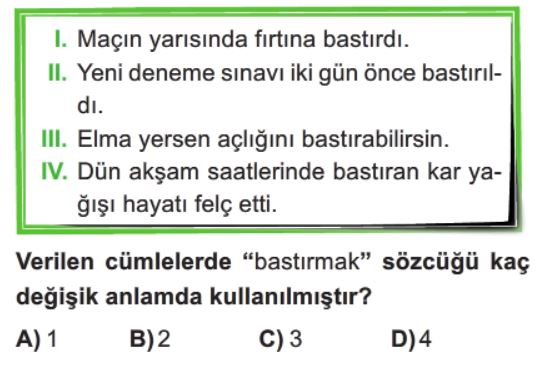 I. Maçın yarısında fırtına bastırdı.
II. Yeni deneme sınavı iki gün önce bastırıl-
dı.
III. Elma yersen açlığını bastırabilirsin.
IV. Dün akşam saatlerinde bastıran kar ya-
ğışı hayatı felç etti.
Verilen cümlelerde “bastırmak” sözcüğü kaç
değişik anlamda kullanılmıştır?
A) 1 B) 2 C) 3 D) 4